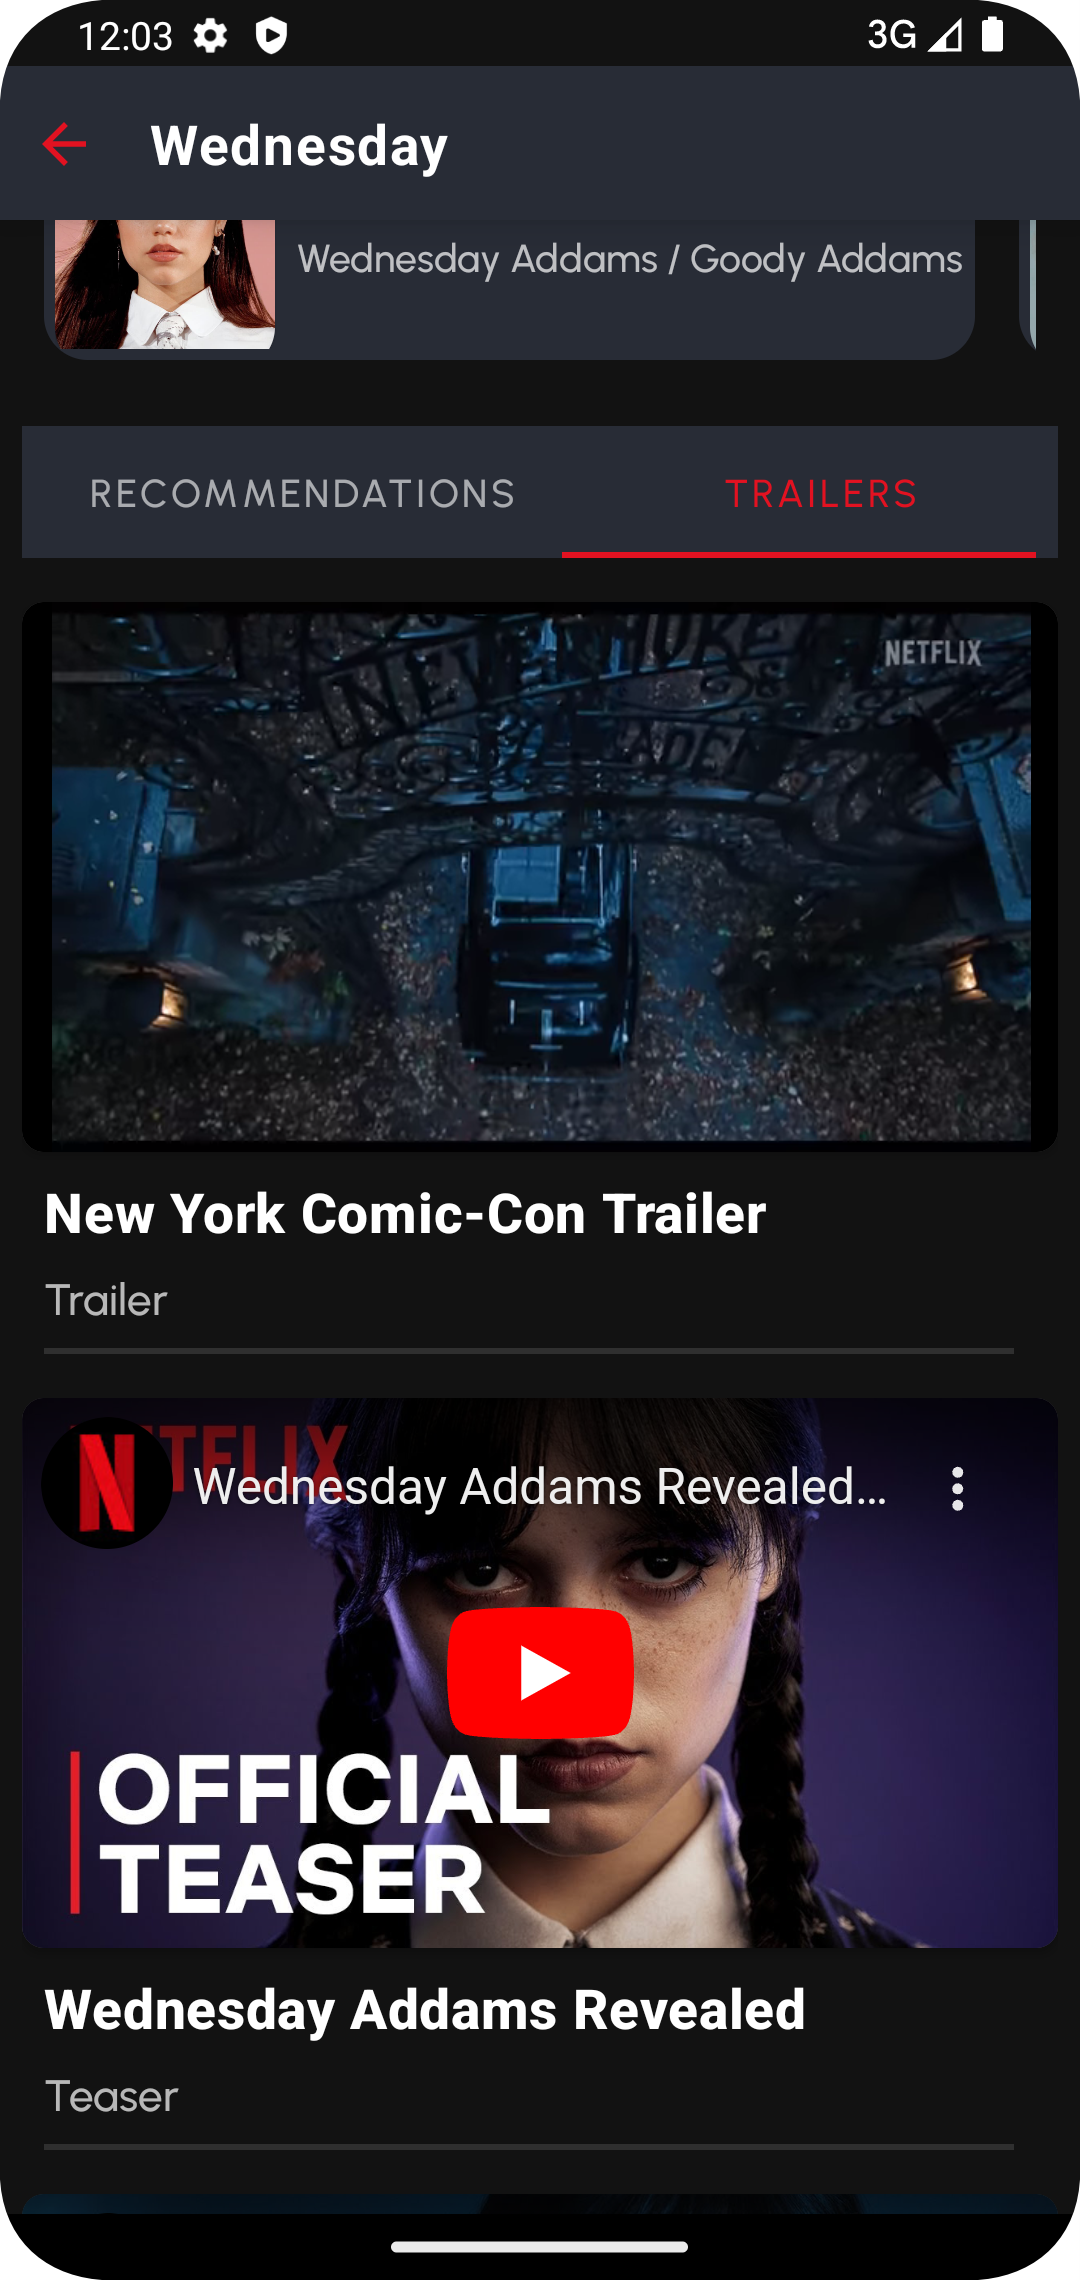 12:03
3G
Wednesday
Wednesday Addams / Goody Addams
RECOMMENDATIONS
TRAILERS
NETFLIX
New York Comic-Con Trailer
Trailer
N
Wednesday Addams Revealed...
OFFICIAL
TEASER
Wednesday Addams Revealed
Teaser